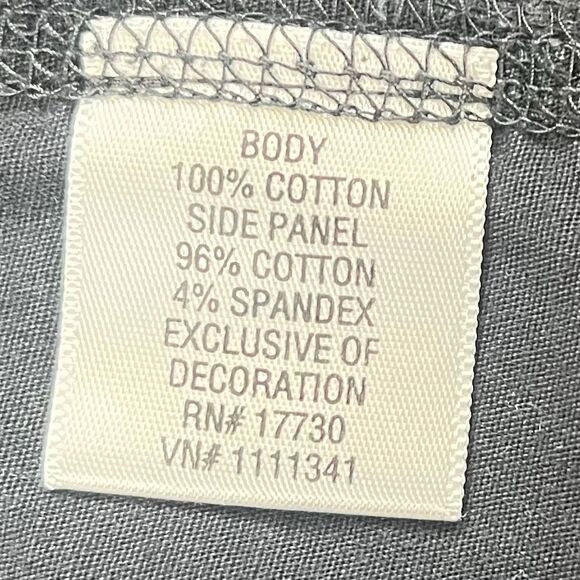 BODY
100% COTTON
SIDE PANEL
96% COTTON
4% SPANDEX
EXCLUSIVE OF
DECORATION
RN# 17730
VN# 1111341